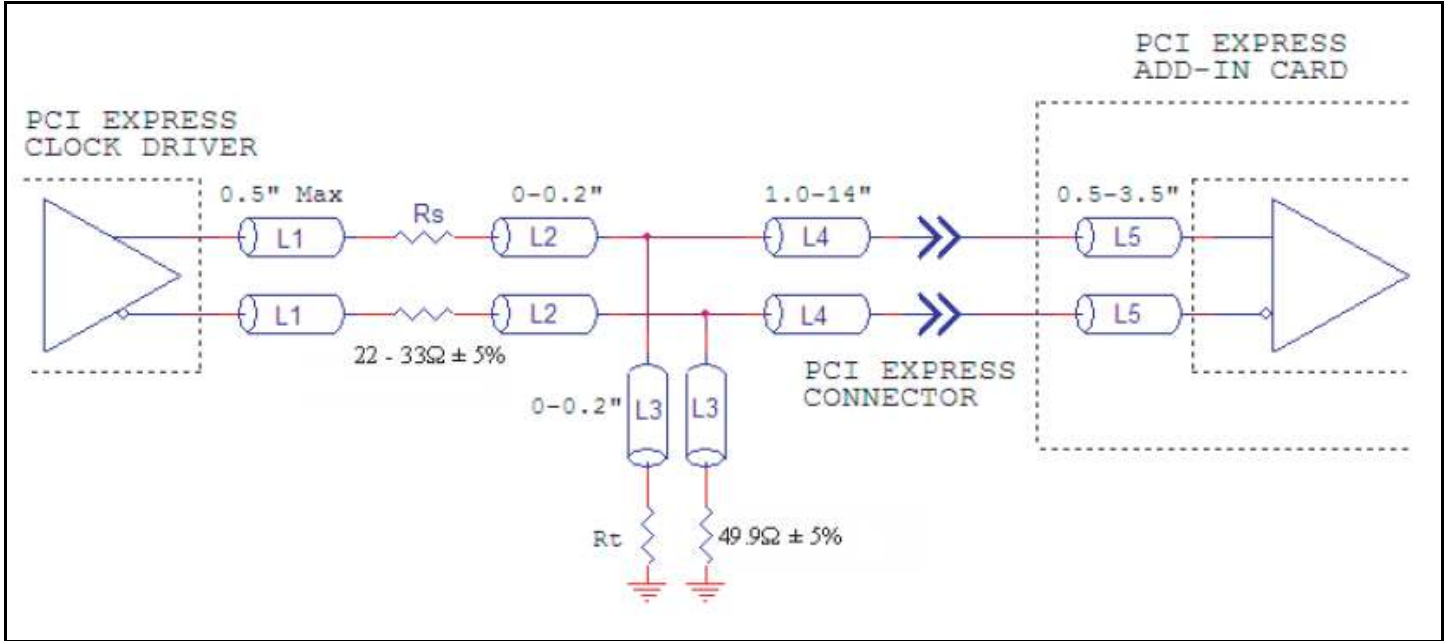 PCI EXPRESS
ADD-IN CARD
PCI EXPRESS
CLOCK DRIVER
0.5" Max
Rs
0-0.2"
1.0-14"
0.5-3.5"
L1
L2
L4
L5
L1
L2
L4
L5
22 - 33Ω ± 5%
PCI EXPRESS
CONNECTOR
0-0.2"
L3
L3
Rt
49.9Ω ± 5%